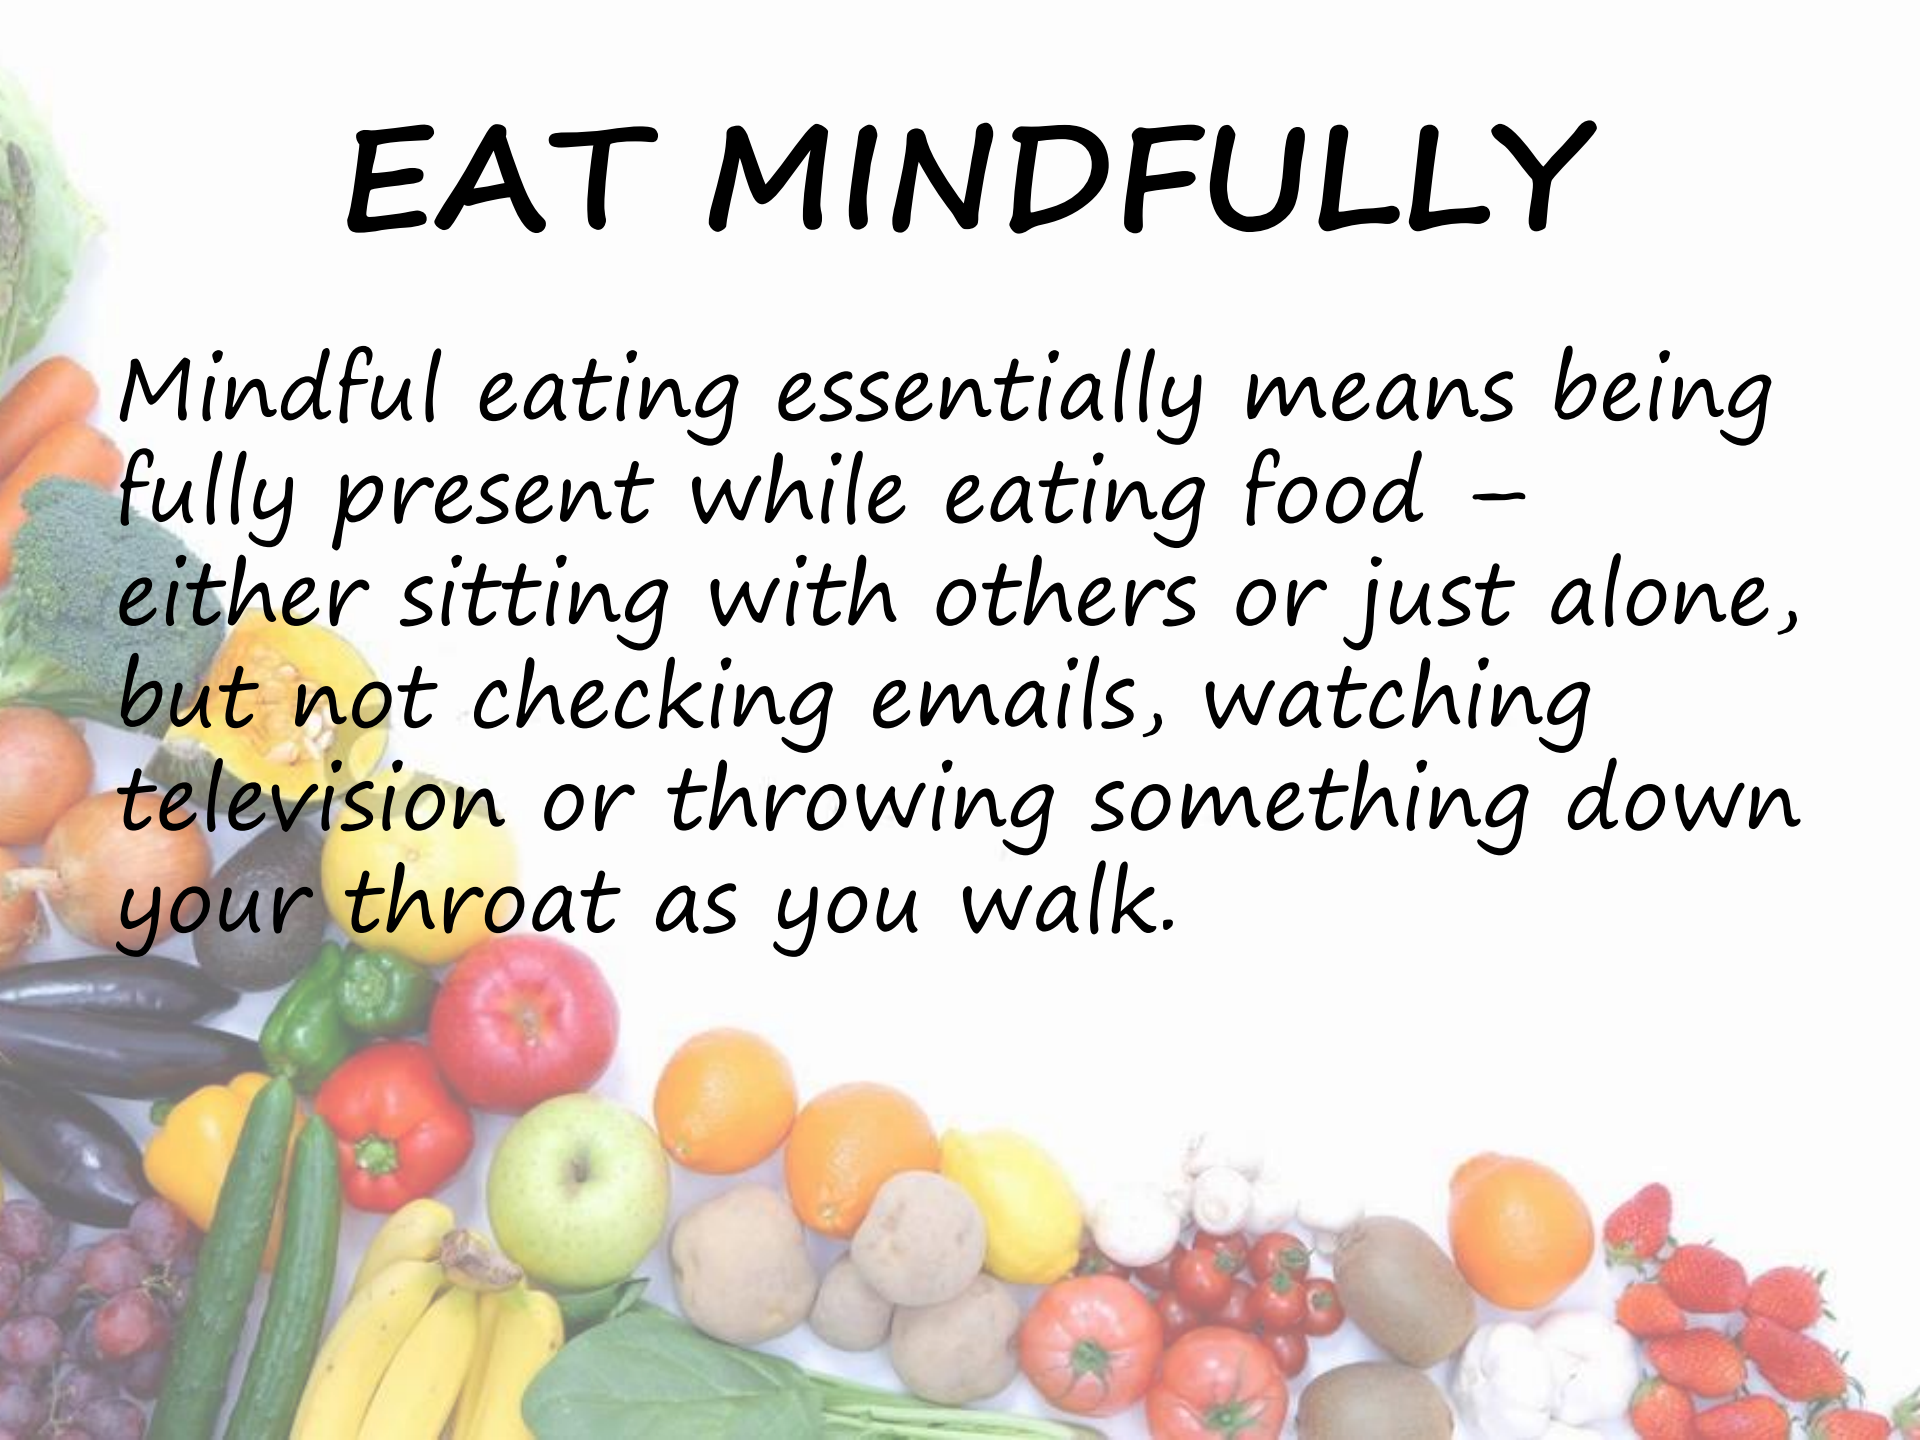 EAT MINDFULLY
Mindful eating essentially means being
fully present while eating food –
either sitting with others or just alone,
but not checking emails, watching
television or throwing something down
your throat as you walk.